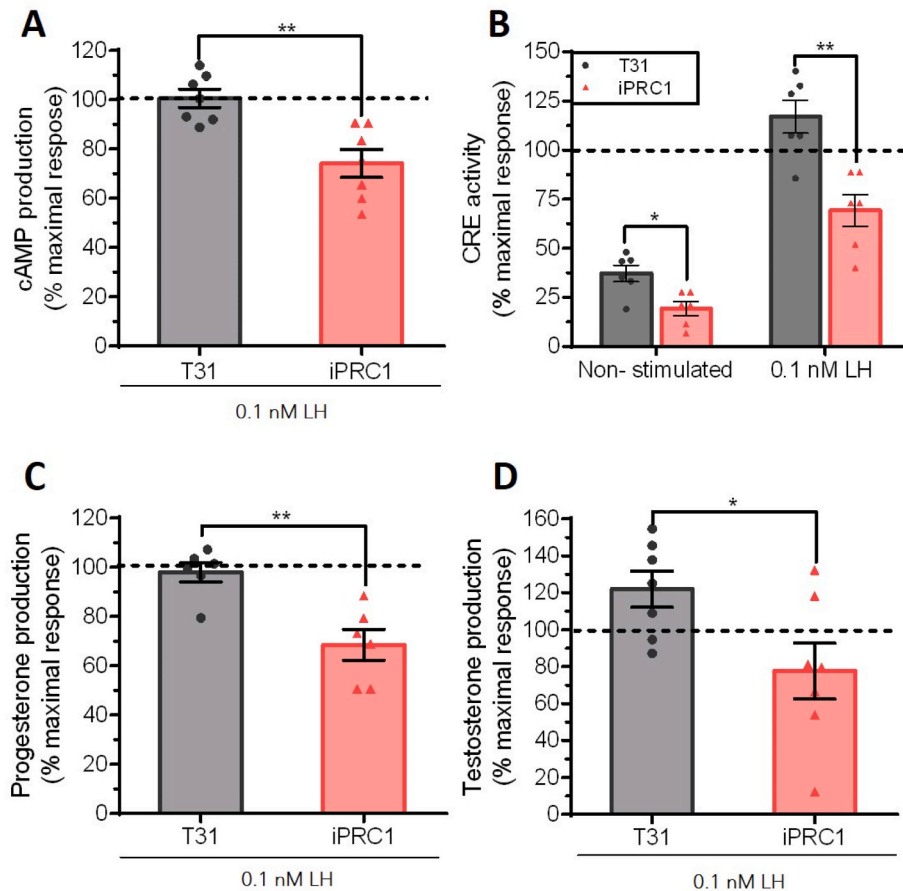 A
cAMP production
(% maximal respose)
120
100
80
60
40
20
0
**
T31
iPRC1
0.1 nM LH
B
CRE activity
(% maximal response)
150
125
100
75
50
25
0
T31
iPRC1
*
**
Non- stimulated
0.1 nM LH
C
Progesterone production
(% maximal response)
120
100
80
60
40
20
0
**
T31
iPRC1
0.1 nM LH
D
Testosterone production
(% maximal response)
160
140
120
100
80
60
40
20
0
*
T31
iPRC1
0.1 nM LH